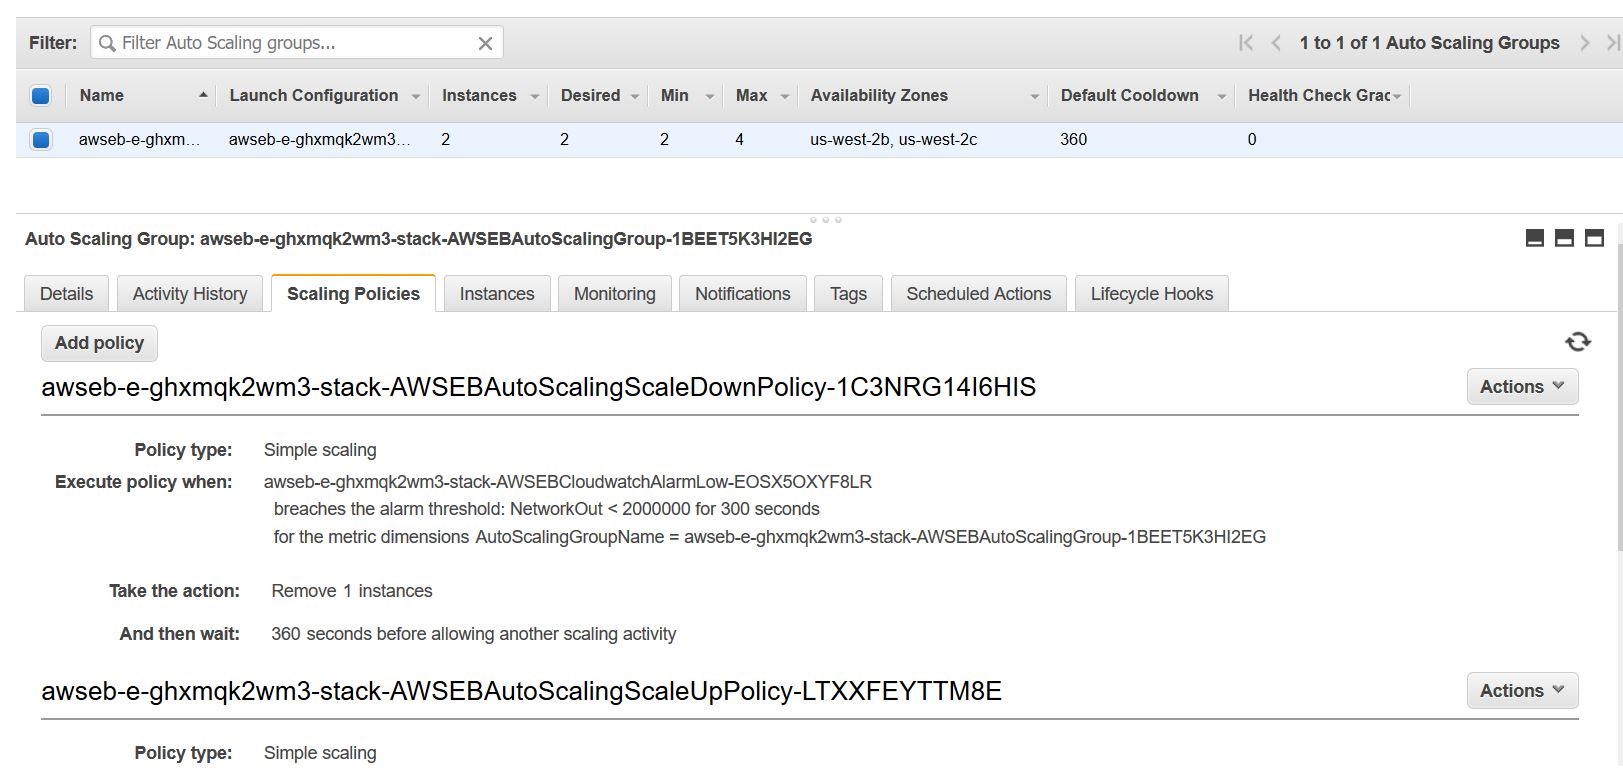 Filter: Filter Auto Scaling groups... 1 to 1 of 1 Auto Scaling Groups
Name Launch Configuration Instances Desired Min Max Availability Zones Default Cooldown Health Check Grac
awseb-e-ghxm... awseb-e-ghxmqk2wm3... 2 2 2 4 us-west-2b, us-west-2c 360 0
Auto Scaling Group: awseb-e-ghxmqk2wm3-stack-AWSEBAutoScalingGroup-1BEET5K3HI2EG
Details Activity History Scaling Policies Instances Monitoring Notifications Tags Scheduled Actions Lifecycle Hooks
Add policy
awseb-e-ghxmqk2wm3-stack-AWSEBAutoScalingScaleDownPolicy-1C3NRG14I6HIS Actions
Policy type: Simple scaling
Execute policy when: awseb-e-ghxmqk2wm3-stack-AWSEBCloudwatchAlarmLow-EOSX5OXYF8LR
breaches the alarm threshold: NetworkOut < 2000000 for 300 seconds
for the metric dimensions AutoScalingGroupName = awseb-e-ghxmqk2wm3-stack-AWSEBAutoScalingGroup-1BEET5K3HI2EG
Take the action: Remove 1 instances
And then wait: 360 seconds before allowing another scaling activity
awseb-e-ghxmqk2wm3-stack-AWSEBAutoScalingScaleUpPolicy-LTXXFEYTTM8E Actions
Policy type: Simple scaling